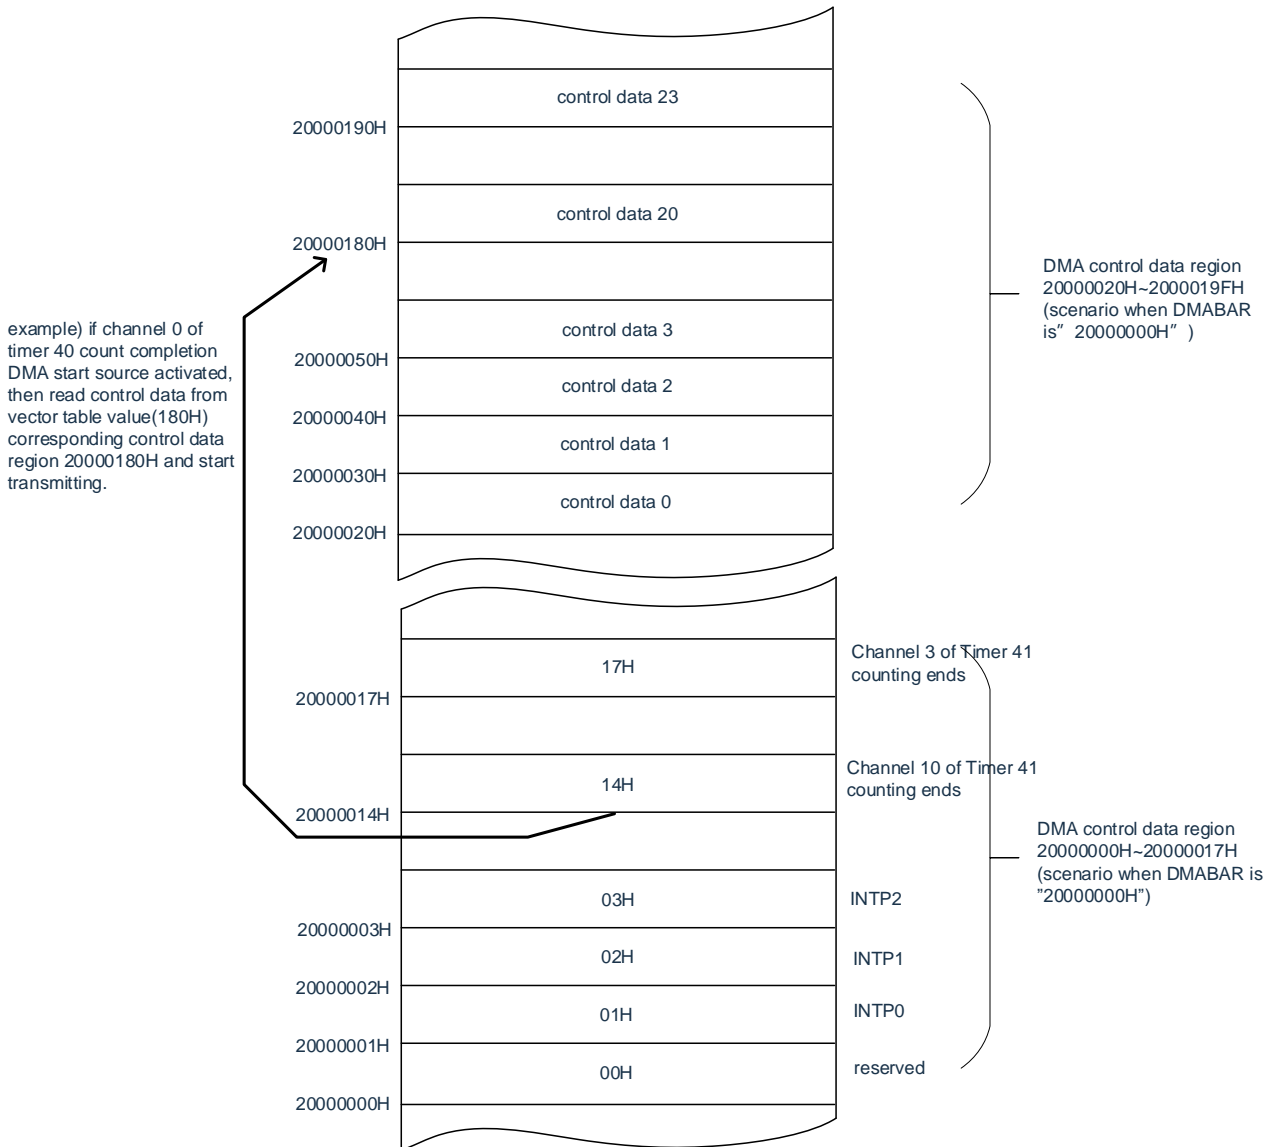 control data 23
20000190H
control data 20
20000180H
DMA control data region
20000020H~2000019FH
(scenario when DMABAR
is” 20000000H” )
example) if channel 0 of
timer 40 count completion
DMA start source activated,
then read control data from
vector table value(180H)
corresponding control data
region 20000180H and start
transmitting.
control data 3
20000050H
control data 2
20000040H
control data 1
20000030H
control data 0
20000020H
17H
Channel 3 of Timer 41
counting ends
20000017H
14H
Channel 10 of Timer 41
counting ends
20000014H
DMA control data region
20000000H~20000017H
(scenario when DMABAR is
”20000000H”)
03H
INTP2
20000003H
02H
INTP1
20000002H
01H
INTP0
20000001H
00H
reserved
20000000H